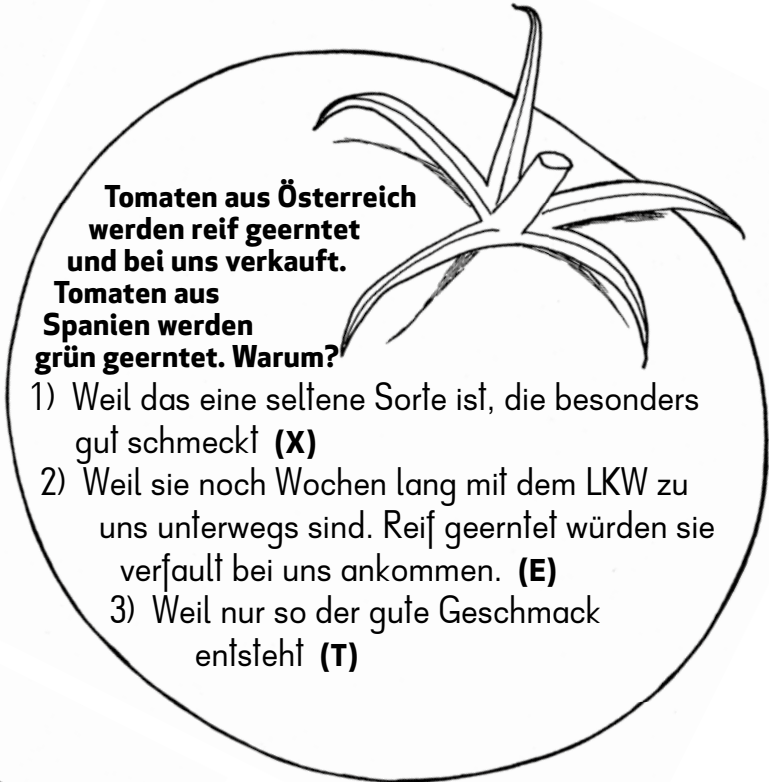 Tomaten aus Österreich
werden reif geerntet
und bei uns verkauft.
Tomaten aus
Spanien werden
grün geerntet. Warum?
1) Weil das eine seltene Sorte ist, die besonders
gut schmeckt (X)
2) Weil sie noch Wochen lang mit dem LKW zu
uns unterwegs sind. Reif geerntet würden sie
verfault bei uns ankommen. (E)
3) Weil nur so der gute Geschmack
entsteht (T)